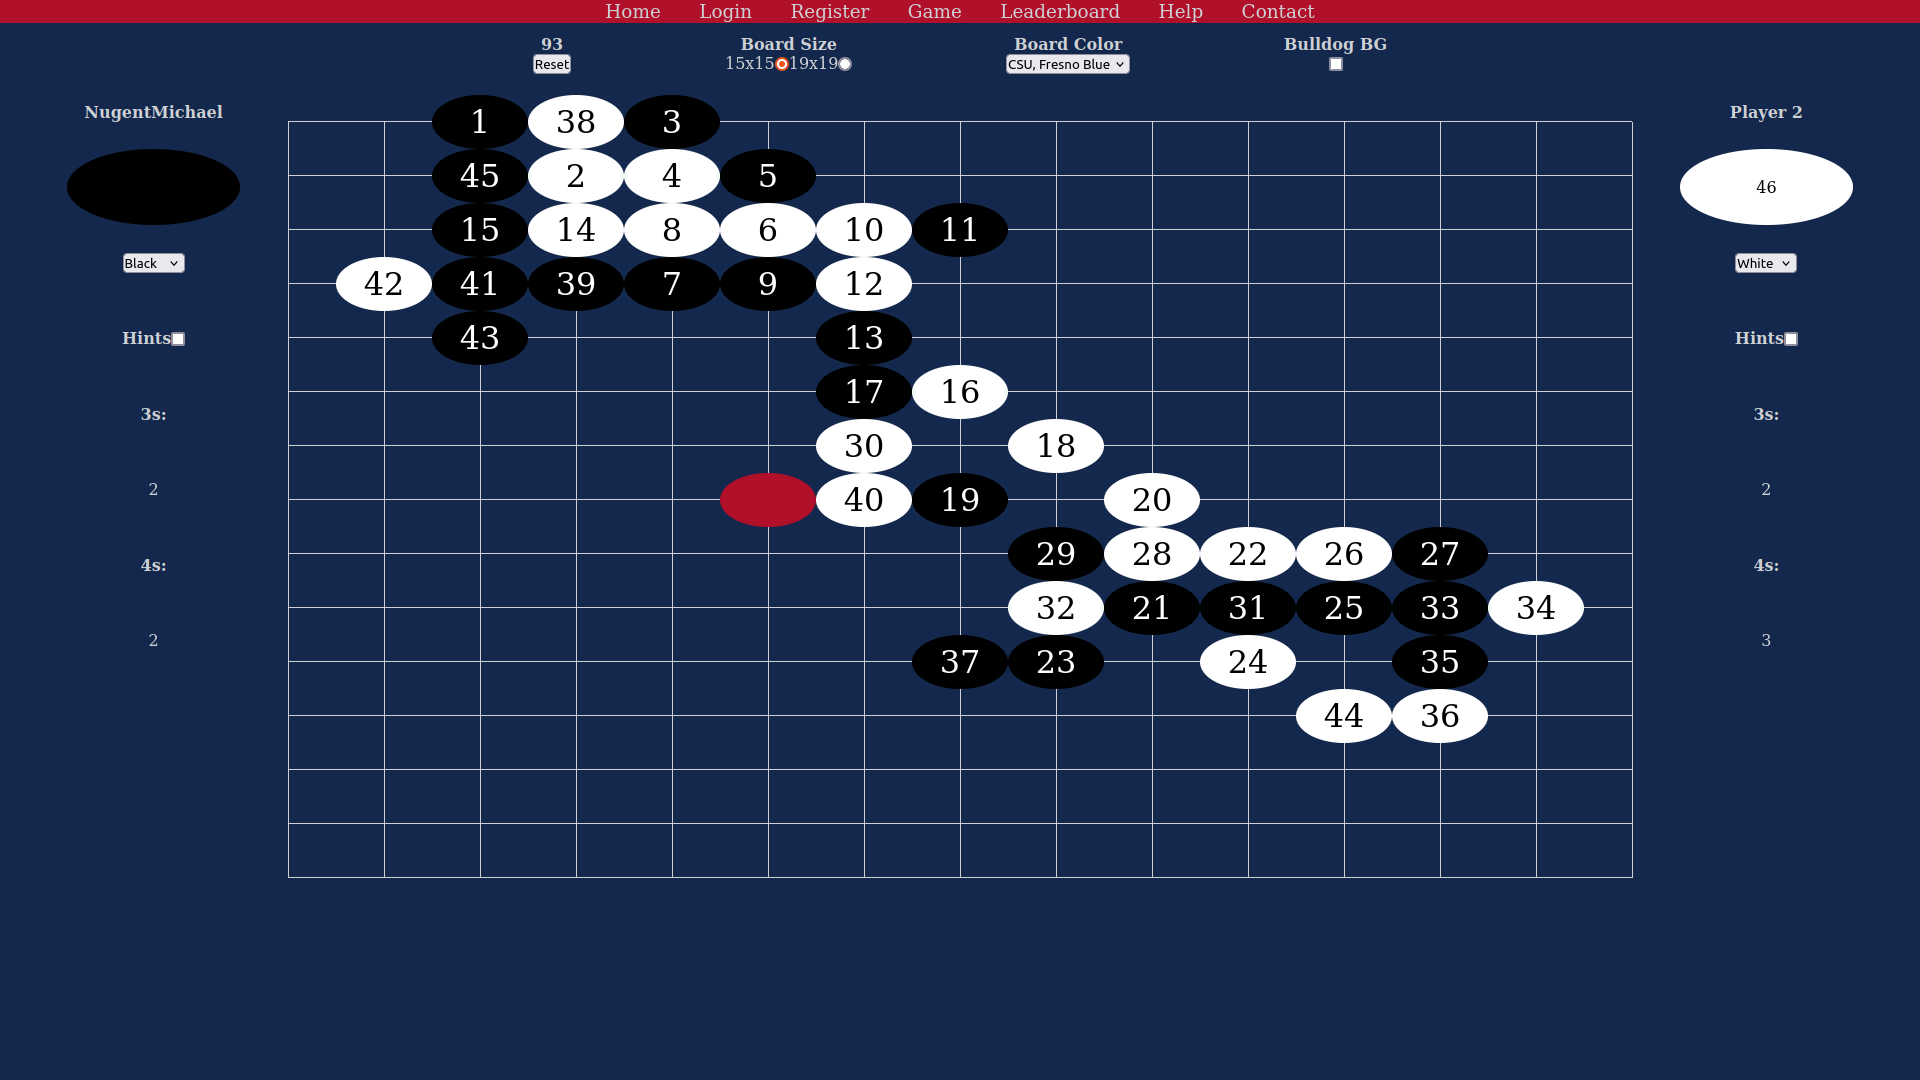 Home Login Register Game Leaderboard Help Contact
93 Board Size Board Color Bulldog BG
Reset 15x15 19x19 CSU, Fresno Blue
NugentMichael
Black
Hints
3s:
2
4s:
2
1 38 3
45 2 4 5
15 14 8 6 10 11
42 41 39 7 9 12
43 13
17 16
30 18
40 19 20
29 28 22 26 27
32 21 31 25 33 34
37 23 24 35
44 36
Player 2
46
White
Hints
3s:
2
4s:
3